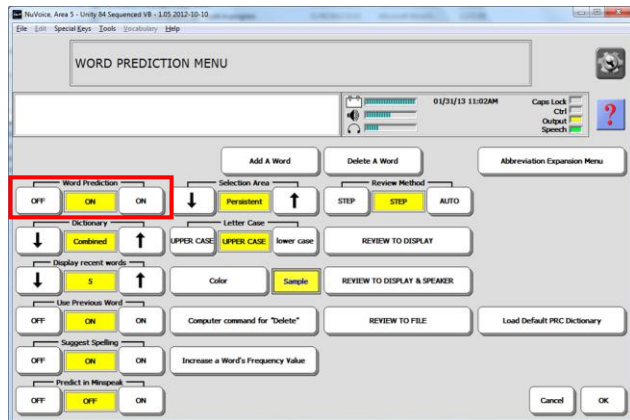 NuVoice, Area 5 - Unity 84 Sequenced V8 - 1.05 2012-10-10
File Edit Special Keys Tools Vocabulary Help
WORD PREDICTION MENU
01/31/13 11:02AM
Caps Lock
Ctrl
Output
Speech
?
Add A Word Delete A Word Abbreviation Expansion Menu
Word Prediction Selection Area Review Method
OFF ON ON Persistent STEP STEP AUTO
Dictionary Letter Case
Combined UPPER CASE UPPER CASE lower case REVIEW TO DISPLAY
Display recent words
5 Color Sample REVIEW TO DISPLAY & SPEAKER
Use Previous Word
OFF ON ON Computer command for "Delete" REVIEW TO FILE Load Default PRC Dictionary
Suggest Spelling
OFF ON ON Increase a Word's Frequency Value
Predict in Minspeak
OFF OFF ON Cancel OK